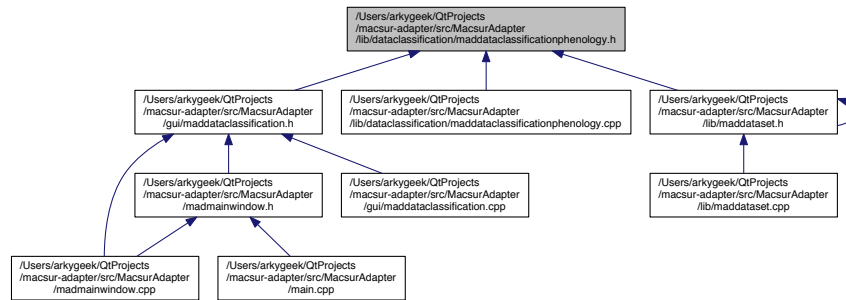 /Users/arkygeek/QtProjects
/macsur-adapter/src/MacsurAdapter
/lib/dataclassification/maddataclassificationphenology.h
/Users/arkygeek/QtProjects
/macsur-adapter/src/MacsurAdapter
/gui/maddataclassification.h
/Users/arkygeek/QtProjects
/macsur-adapter/src/MacsurAdapter
/lib/dataclassification/maddataclassificationphenology.cpp
/Users/arkygeek/QtProjects
/macsur-adapter/src/MacsurAdapter
/lib/maddataset.h
/Users/arkygeek/QtProjects
/macsur-adapter/src/MacsurAdapter
/madmainwindow.h
/Users/arkygeek/QtProjects
/macsur-adapter/src/MacsurAdapter
/gui/maddataclassification.cpp
/Users/arkygeek/QtProjects
/macsur-adapter/src/MacsurAdapter
/lib/maddataset.cpp
/Users/arkygeek/QtProjects
/macsur-adapter/src/MacsurAdapter
/madmainwindow.cpp
/Users/arkygeek/QtProjects
/macsur-adapter/src/MacsurAdapter
/main.cpp